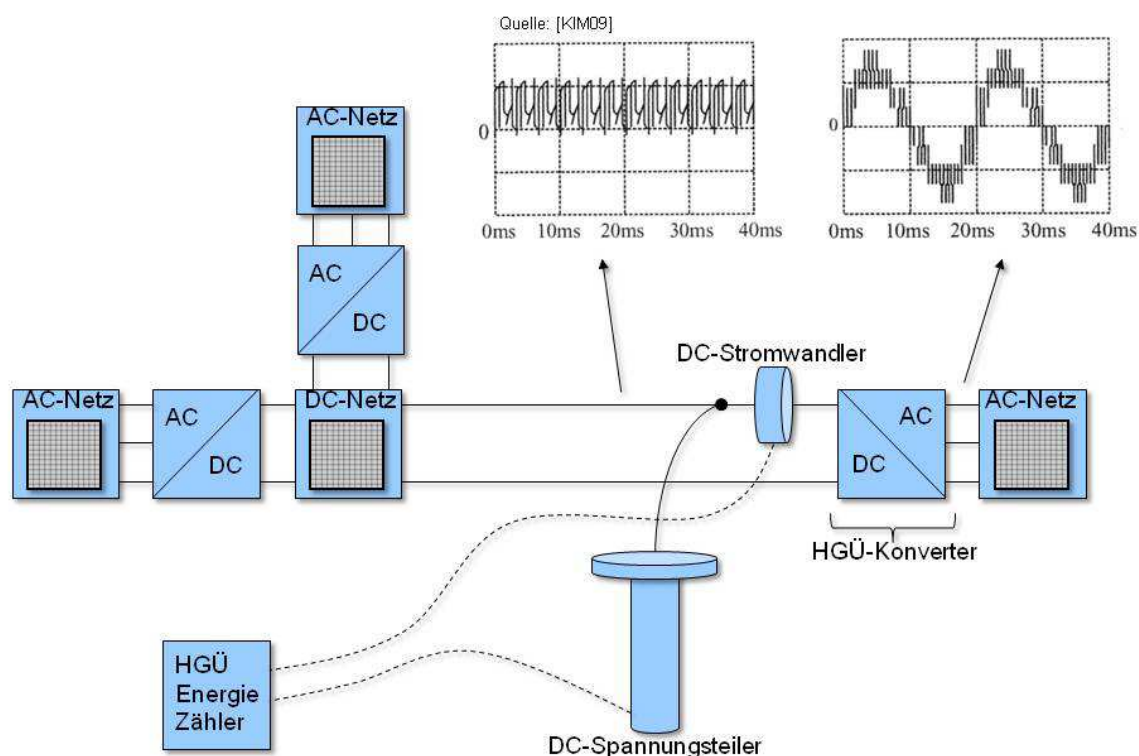 Quelle: [KIM09]
0
0ms 10ms 20ms 30ms 40ms
0
0ms 10ms 20ms 30ms 40ms
AC-Netz
AC
DC
DC-Stromwandler
AC-Netz
AC
DC
DC-Netz
AC
DC
AC-Netz
HGÜ-Konverter
HGÜ
Energie
Zähler
DC-Spannungsteiler